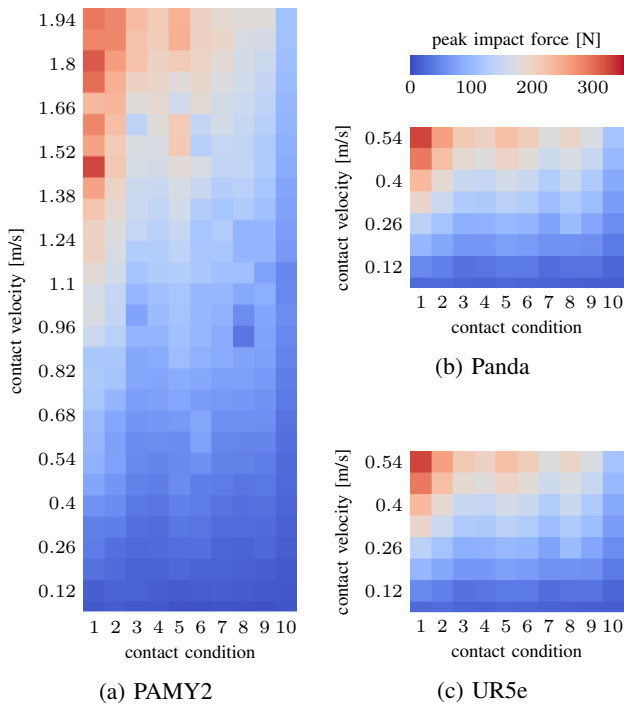 1.94
1.8
1.66
1.52
1.38
1.24
1.1
0.96
0.82
0.68
0.54
0.4
0.26
0.12
contact velocity [m/s]
1 2 3 4 5 6 7 8 9 10
contact condition
(a) PAMY2
peak impact force [N]
0 100 200 300
0.54
0.4
0.26
0.12
contact velocity [m/s]
1 2 3 4 5 6 7 8 9 10
contact condition
(b) Panda
0.54
0.4
0.26
0.12
contact velocity [m/s]
1 2 3 4 5 6 7 8 9 10
contact condition
(c) UR5e